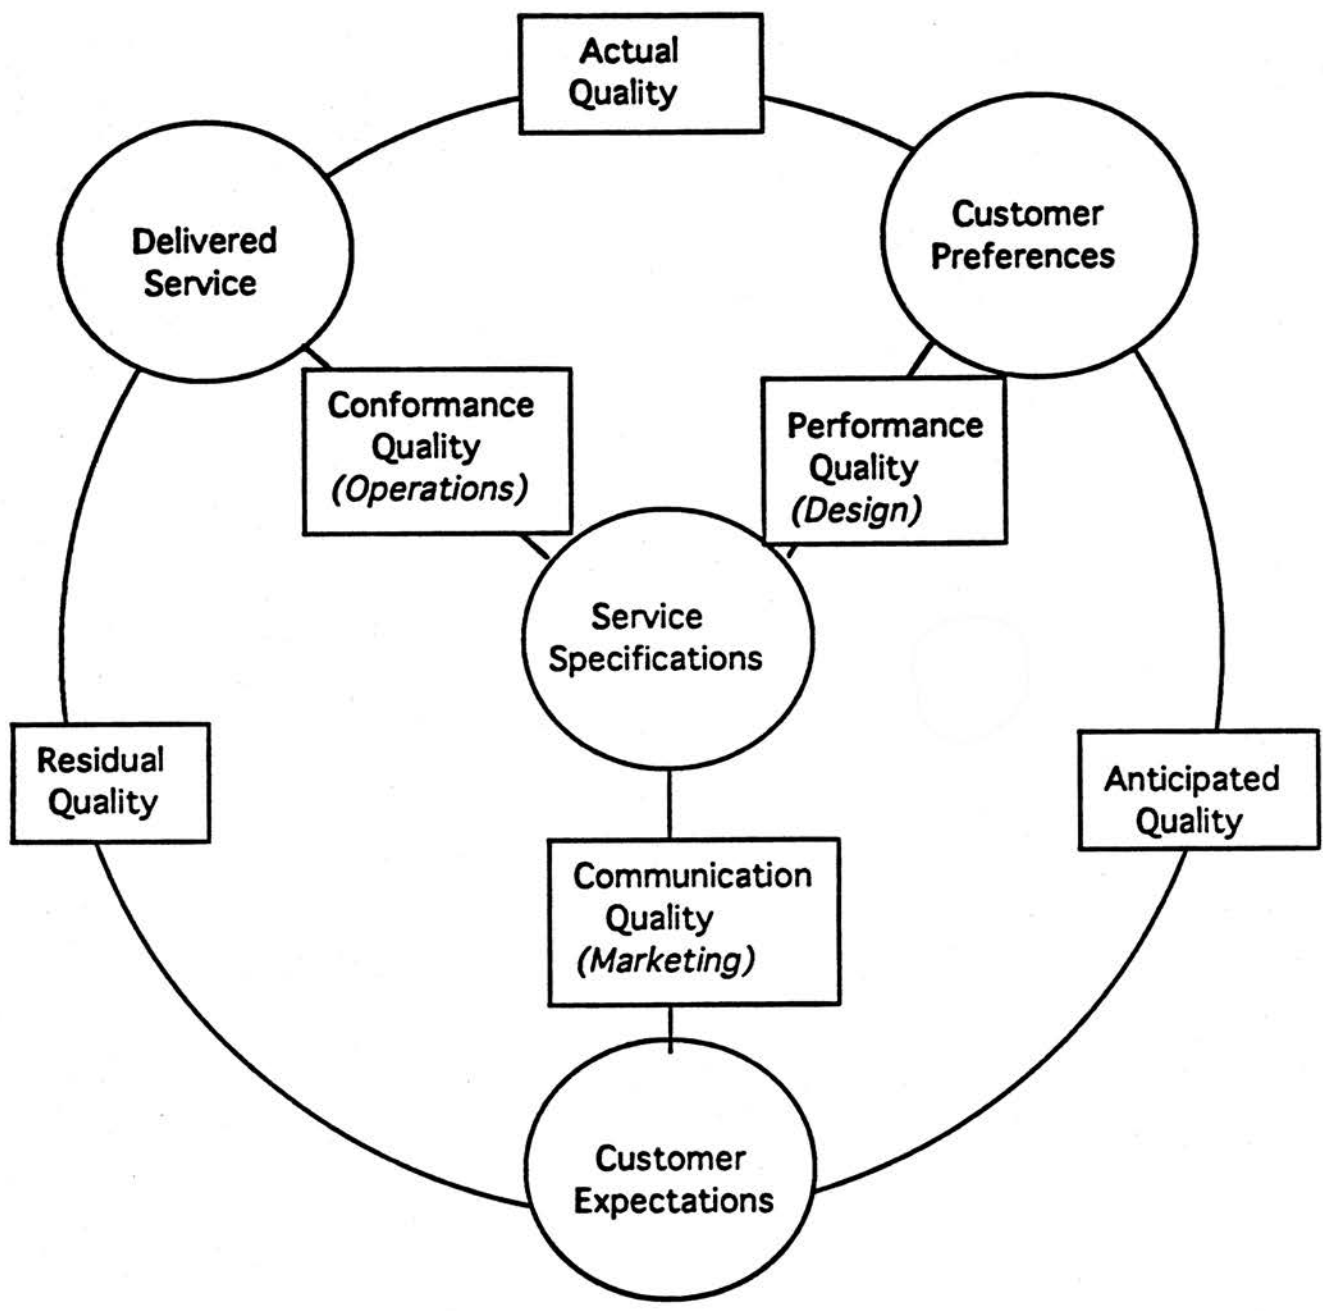 Actual
Quality
Delivered
Service
Customer
Preferences
Conformance
Quality
(Operations)
Performance
Quality
(Design)
Service
Specifications
Residual
Quality
Anticipated
Quality
Communication
Quality
(Marketing)
Customer
Expectations